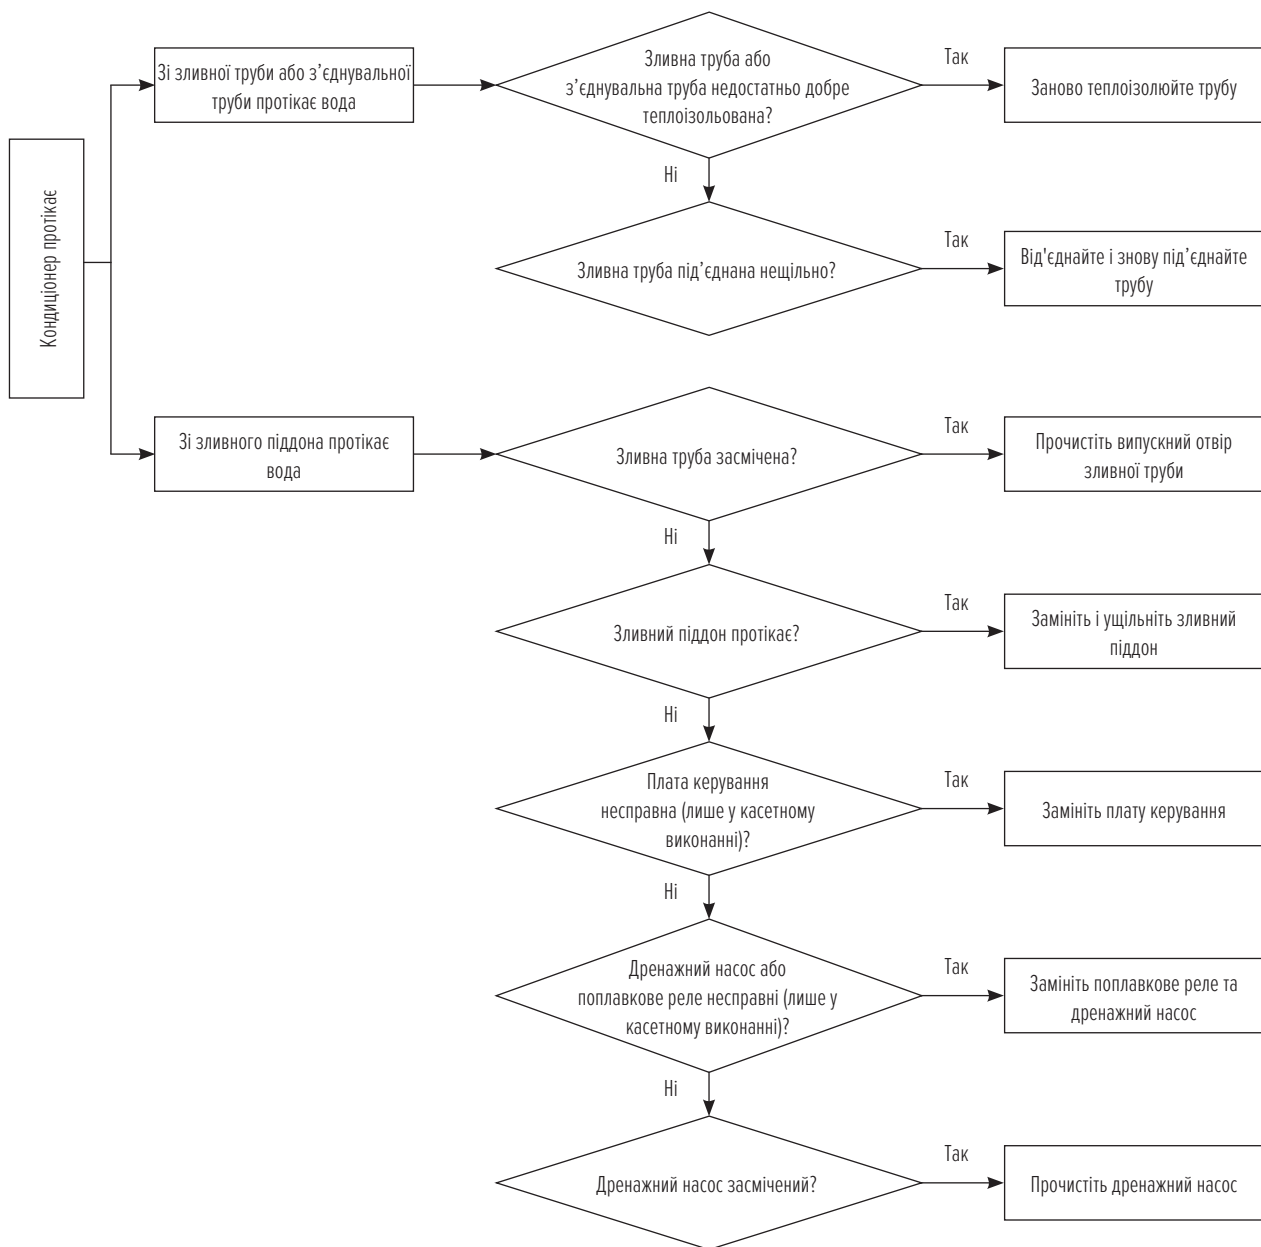 Кондиціонер протікає
Зі зливної труби або з’єднувальної
труби протікає вода
Зливна труба або
з’єднувальна труба недостатньо добре
теплоізольована?
Так
Заново теплоізолюйте трубу
Ні
Зливна труба під’єднана нещільно?
Так
Від'єднайте і знову під’єднайте
трубу
Зі зливного піддона протікає
вода
Зливна труба засмічена?
Так
Прочистіть випускний отвір
зливної труби
Ні
Зливний піддон протікає?
Так
Замініть і ущільніть зливний
піддон
Ні
Плата керування
несправна (лише у касетному
виконанні)?
Так
Замініть плату керування
Ні
Дренажний насос або
поплавкове реле несправні (лише у
касетному виконанні)?
Так
Замініть поплавкове реле та
дренажний насос
Ні
Дренажний насос засмічений?
Так
Прочистіть дренажний насос